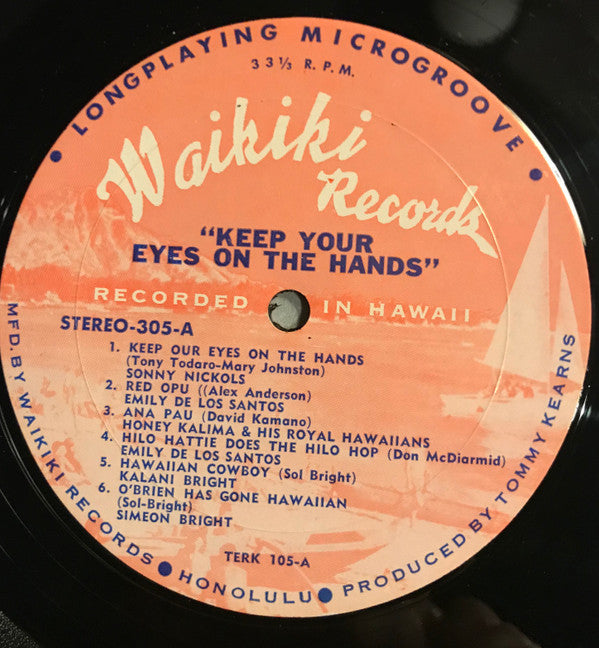 • LONGPLAYING MICROGROOVE •
33⅓ R.P.M.
Waikiki
Records
"KEEP YOUR
EYES ON THE HANDS"
RECORDED IN HAWAII
STEREO-305-A
1. KEEP OUR EYES ON THE HANDS
(Tony Todaro-Mary Johnston)
SONNY NICKOLS
2. RED OPU ((Alex Anderson)
EMILY DE LOS SANTOS
3. ANA PAU (David Kamano)
HONEY KALIMA & HIS ROYAL HAWAIIANS
4. HILO HATTIE DOES THE HILO HOP (Don McDiarmid)
EMILY DE LOS SANTOS
5. HAWAIIAN COWBOY (Sol Bright)
KALANI BRIGHT
6. O'BRIEN HAS GONE HAWAIIAN
(Sol-Bright)
SIMEON BRIGHT
TERK 105-A
MFD. BY WAIKIKI RECORDS • HONOLULU • PRODUCED BY TOMMY KEARNS